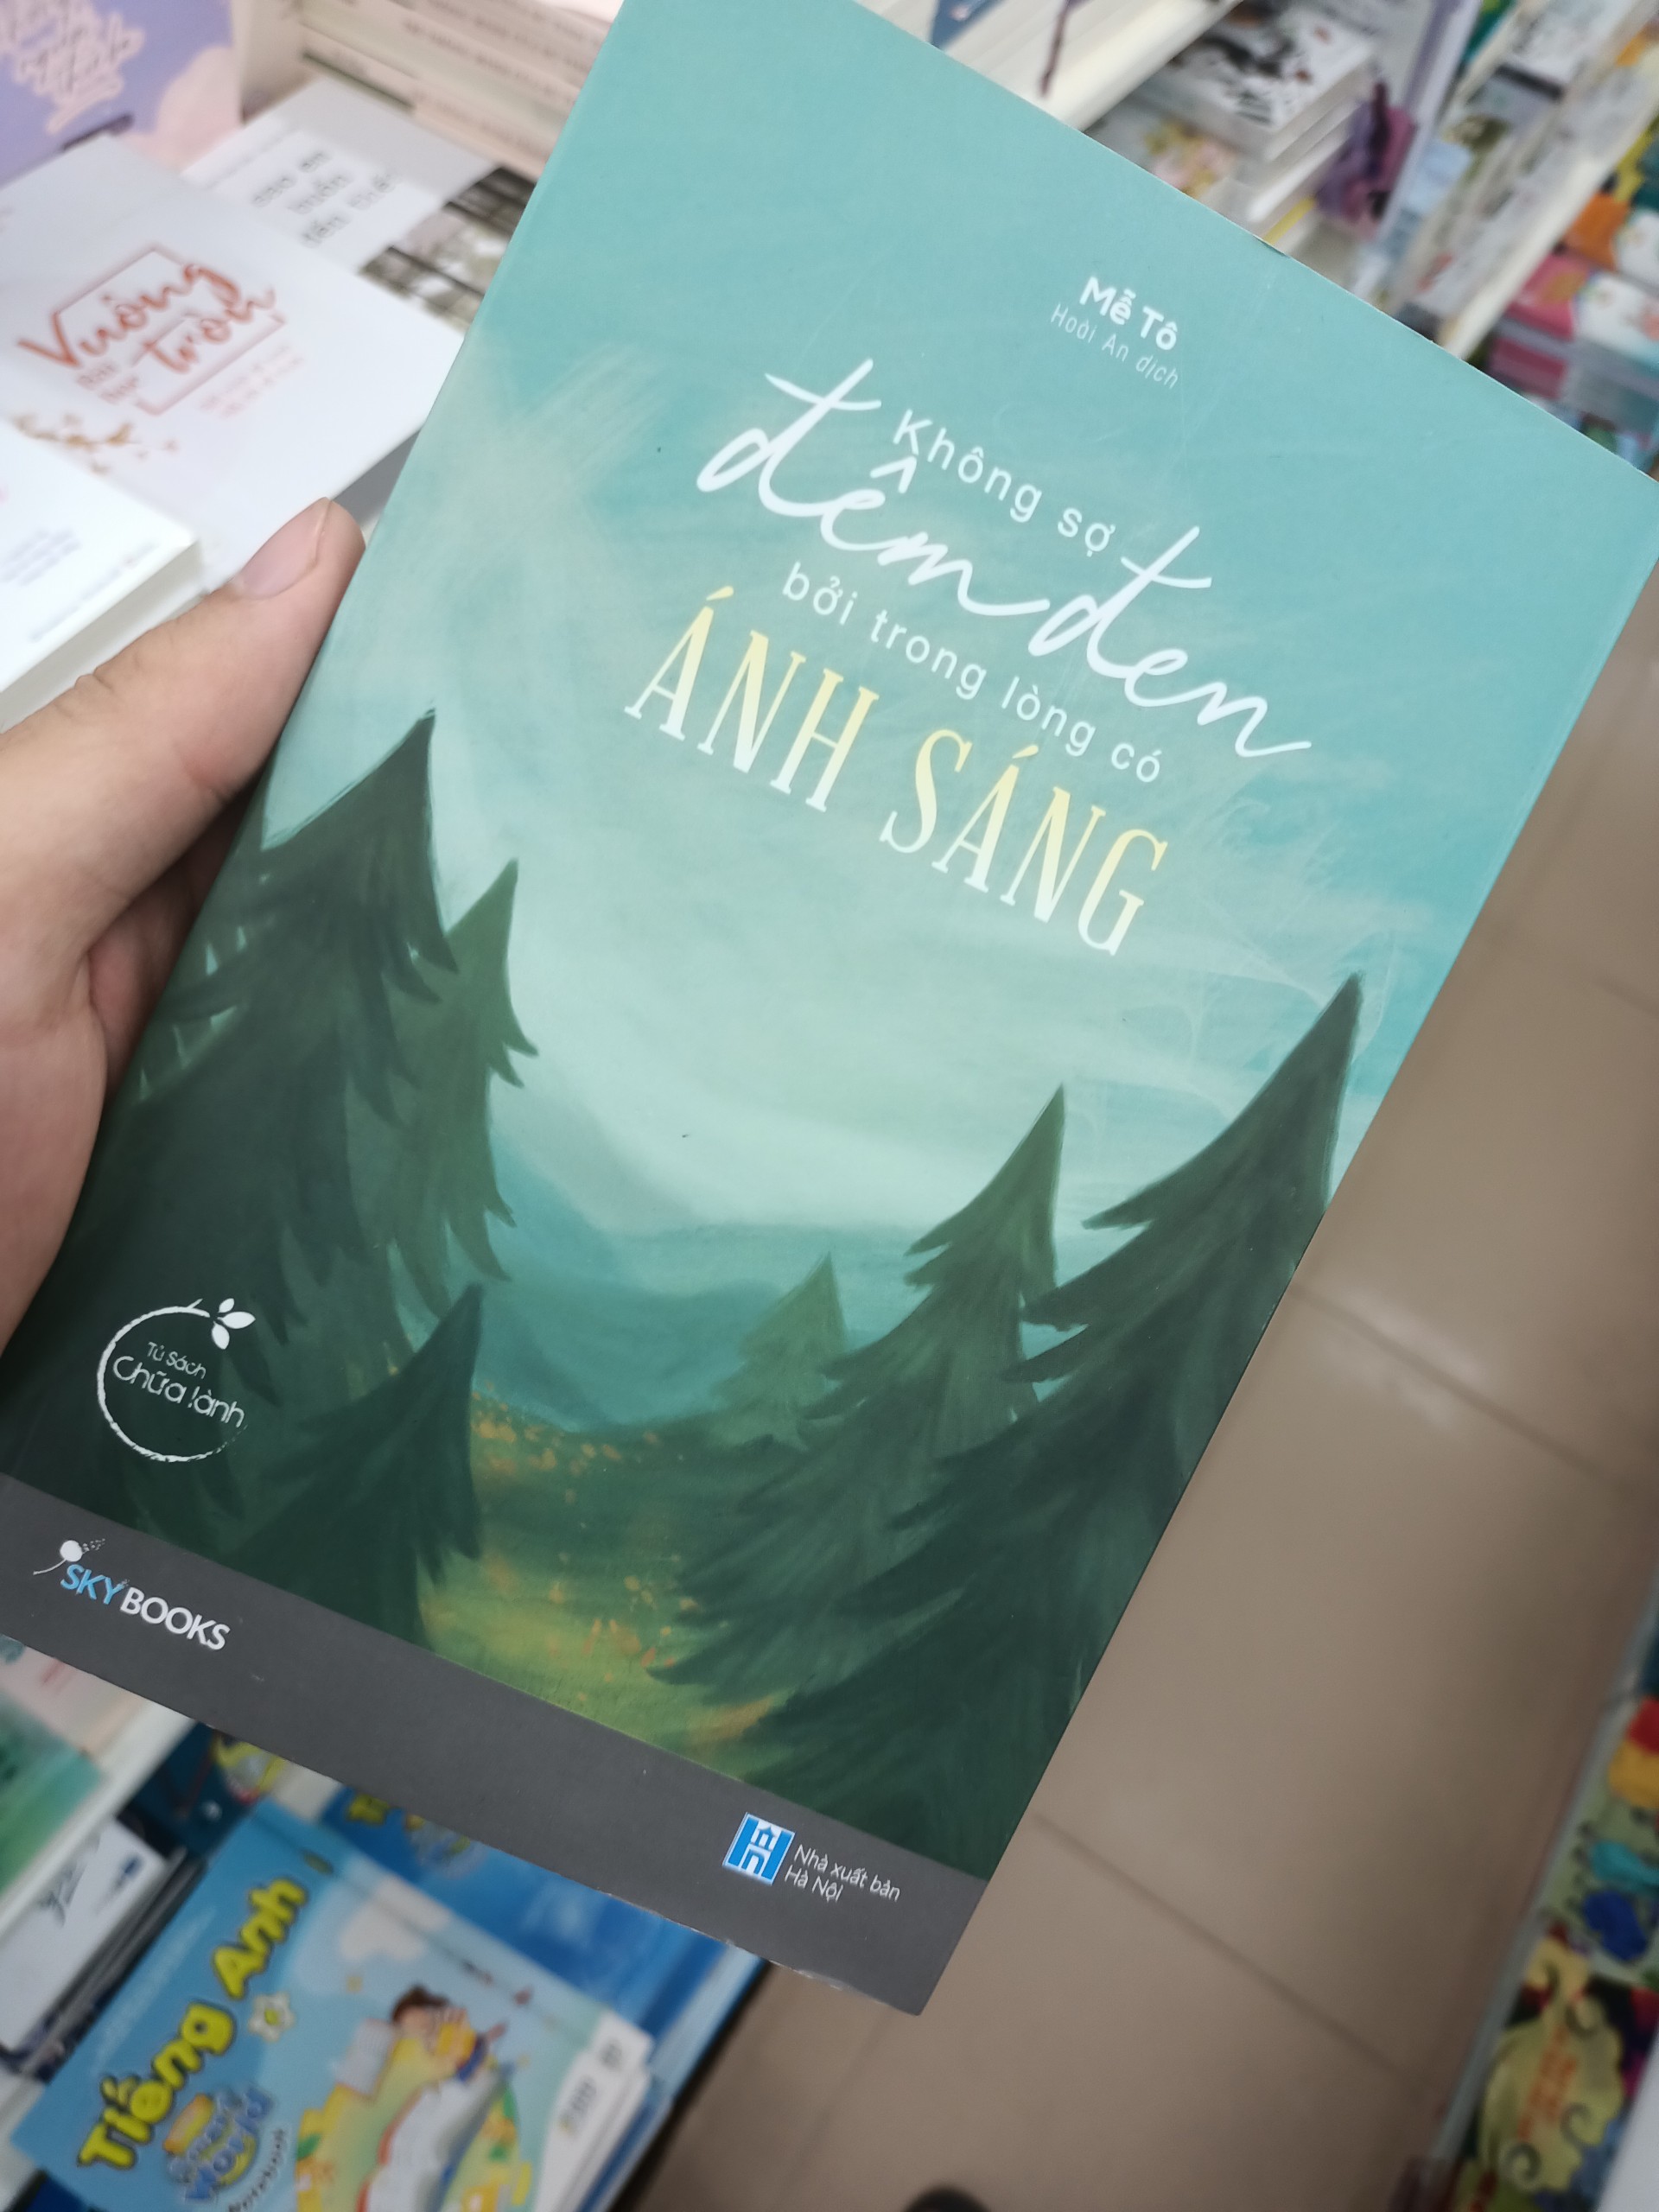 Mễ Tô
Hoài An dịch
Không sợ
đêm đen
bởi trong lòng có
ÁNH SÁNG
Tủ Sách
Chữa lành
SKYBOOKS
Nhà xuất bản
Hà Nội
Vuông
tròn
Tiếng Anh